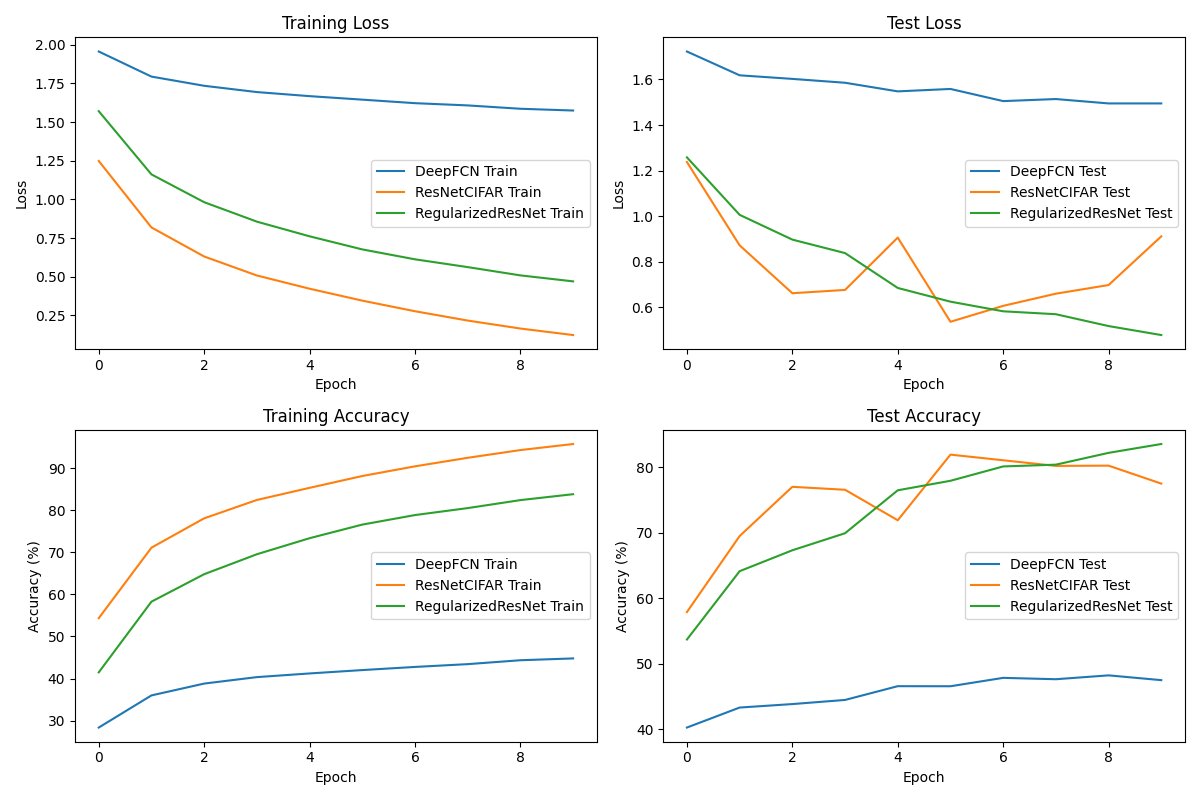 Training Loss
Loss
2.00
1.75
1.50
1.25
1.00
0.75
0.50
0.25
DeepFCN Train
ResNetCIFAR Train
RegularizedResNet Train
0 2 4 6 8
Epoch
Test Loss
Loss
1.6
1.4
1.2
1.0
0.8
0.6
DeepFCN Test
ResNetCIFAR Test
RegularizedResNet Test
0 2 4 6 8
Epoch
Training Accuracy
Accuracy (%)
90
80
70
60
50
40
30
DeepFCN Train
ResNetCIFAR Train
RegularizedResNet Train
0 2 4 6 8
Epoch
Test Accuracy
Accuracy (%)
80
70
60
50
40
DeepFCN Test
ResNetCIFAR Test
RegularizedResNet Test
0 2 4 6 8
Epoch